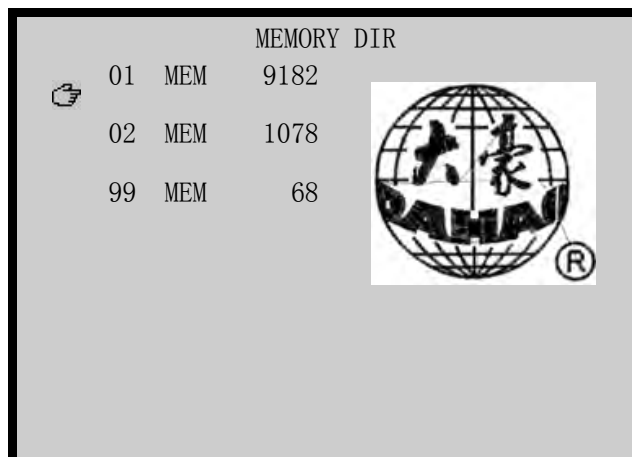 MEMORY DIR
01 MEM 9182
02 MEM 1078
99 MEM 68
大豪
DAHAO
®